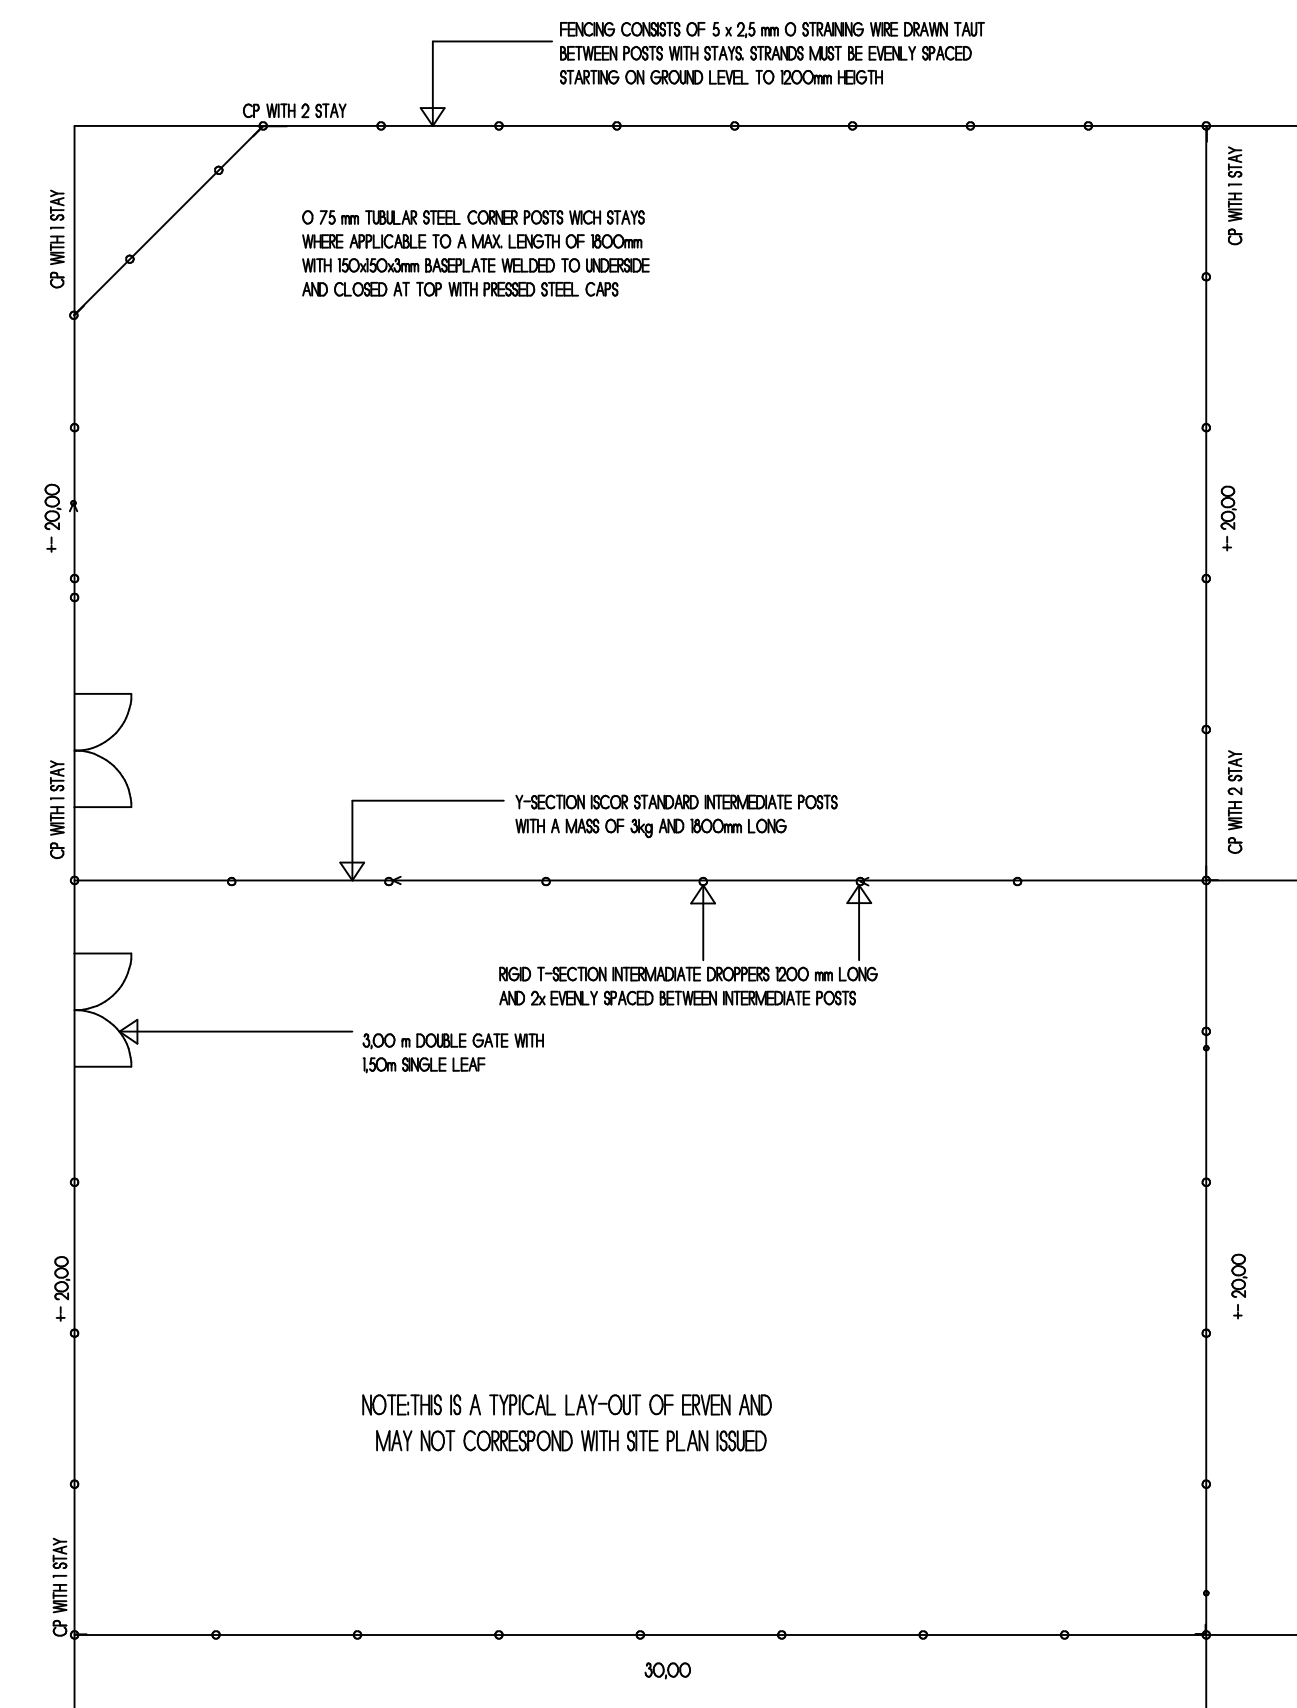 FENCING CONSISTS OF 5 x 2,5 mm O STRAINING WIRE DRAWN TAUT
BETWEEN POSTS WITH STAYS. STRANDS MUST BE EVENLY SPACED
STARTING ON GROUND LEVEL TO 1200mm HEIGTH
CP WITH 2 STAY
CP WITH 1 STAY
CP WITH 1 STAY
O 75 mm TUBULAR STEEL CORNER POSTS WICH STAYS
WHERE APPLICABLE TO A MAX. LENGTH OF 1800mm
WITH 150x150x3mm BASEPLATE WELDED TO UNDERSIDE
AND CLOSED AT TOP WITH PRESSED STEEL CAPS
+- 20,00
+- 20,00
CP WITH 1 STAY
CP WITH 2 STAY
Y-SECTION ISCOR STANDARD INTERMEDIATE POSTS
WITH A MASS OF 3kg AND 1800mm LONG
RIGID T-SECTION INTERMADIATE DROPPERS 1200 mm LONG
AND 2x EVENLY SPACED BETWEEN INTERMEDIATE POSTS
3,00 m DOUBLE GATE WITH
1,50m SINGLE LEAF
+- 20,00
+- 20,00
NOTE:THIS IS A TYPICAL LAY-OUT OF ERVEN AND
MAY NOT CORRESPOND WITH SITE PLAN ISSUED
CP WITH 1 STAY
30,00